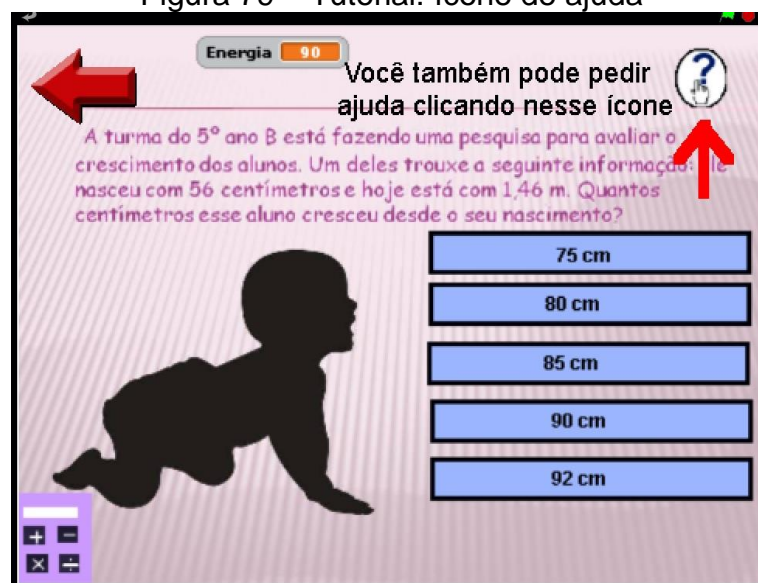 Energia 90
Você também pode pedir
ajuda clicando nesse ícone
?
A turma do 5º ano B está fazendo uma pesquisa para avaliar o
crescimento dos alunos. Um deles trouxe a seguinte informação:
nasceu com 56 centímetros e hoje está com 1,46 m. Quantos
centímetros esse aluno cresceu desde o seu nascimento?
75 cm
80 cm
85 cm
90 cm
92 cm
+ −
× ÷